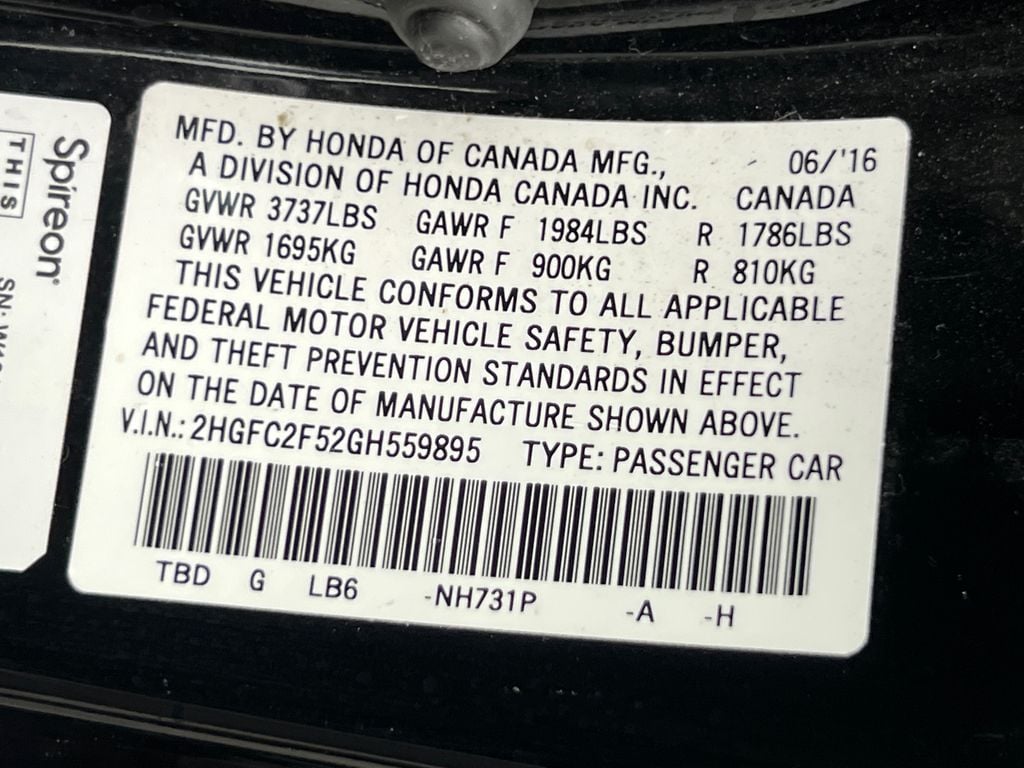 Spireon
THIS
MFD. BY HONDA OF CANADA MFG., 06/'16
A DIVISION OF HONDA CANADA INC. CANADA
GVWR 3737LBS GAWR F 1984LBS R 1786LBS
GVWR 1695KG GAWR F 900KG R 810KG
THIS VEHICLE CONFORMS TO ALL APPLICABLE
FEDERAL MOTOR VEHICLE SAFETY, BUMPER,
AND THEFT PREVENTION STANDARDS IN EFFECT
ON THE DATE OF MANUFACTURE SHOWN ABOVE.
V.I.N.: 2HGFC2F52GH559895 TYPE: PASSENGER CAR
TBD G LB6 -NH731P -A -H